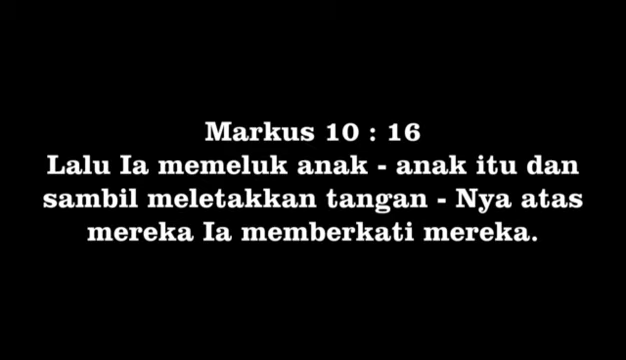 Markus 10 : 16
Lalu Ia memeluk anak - anak itu dan
sambil meletakkan tangan - Nya atas
mereka Ia memberkati mereka.